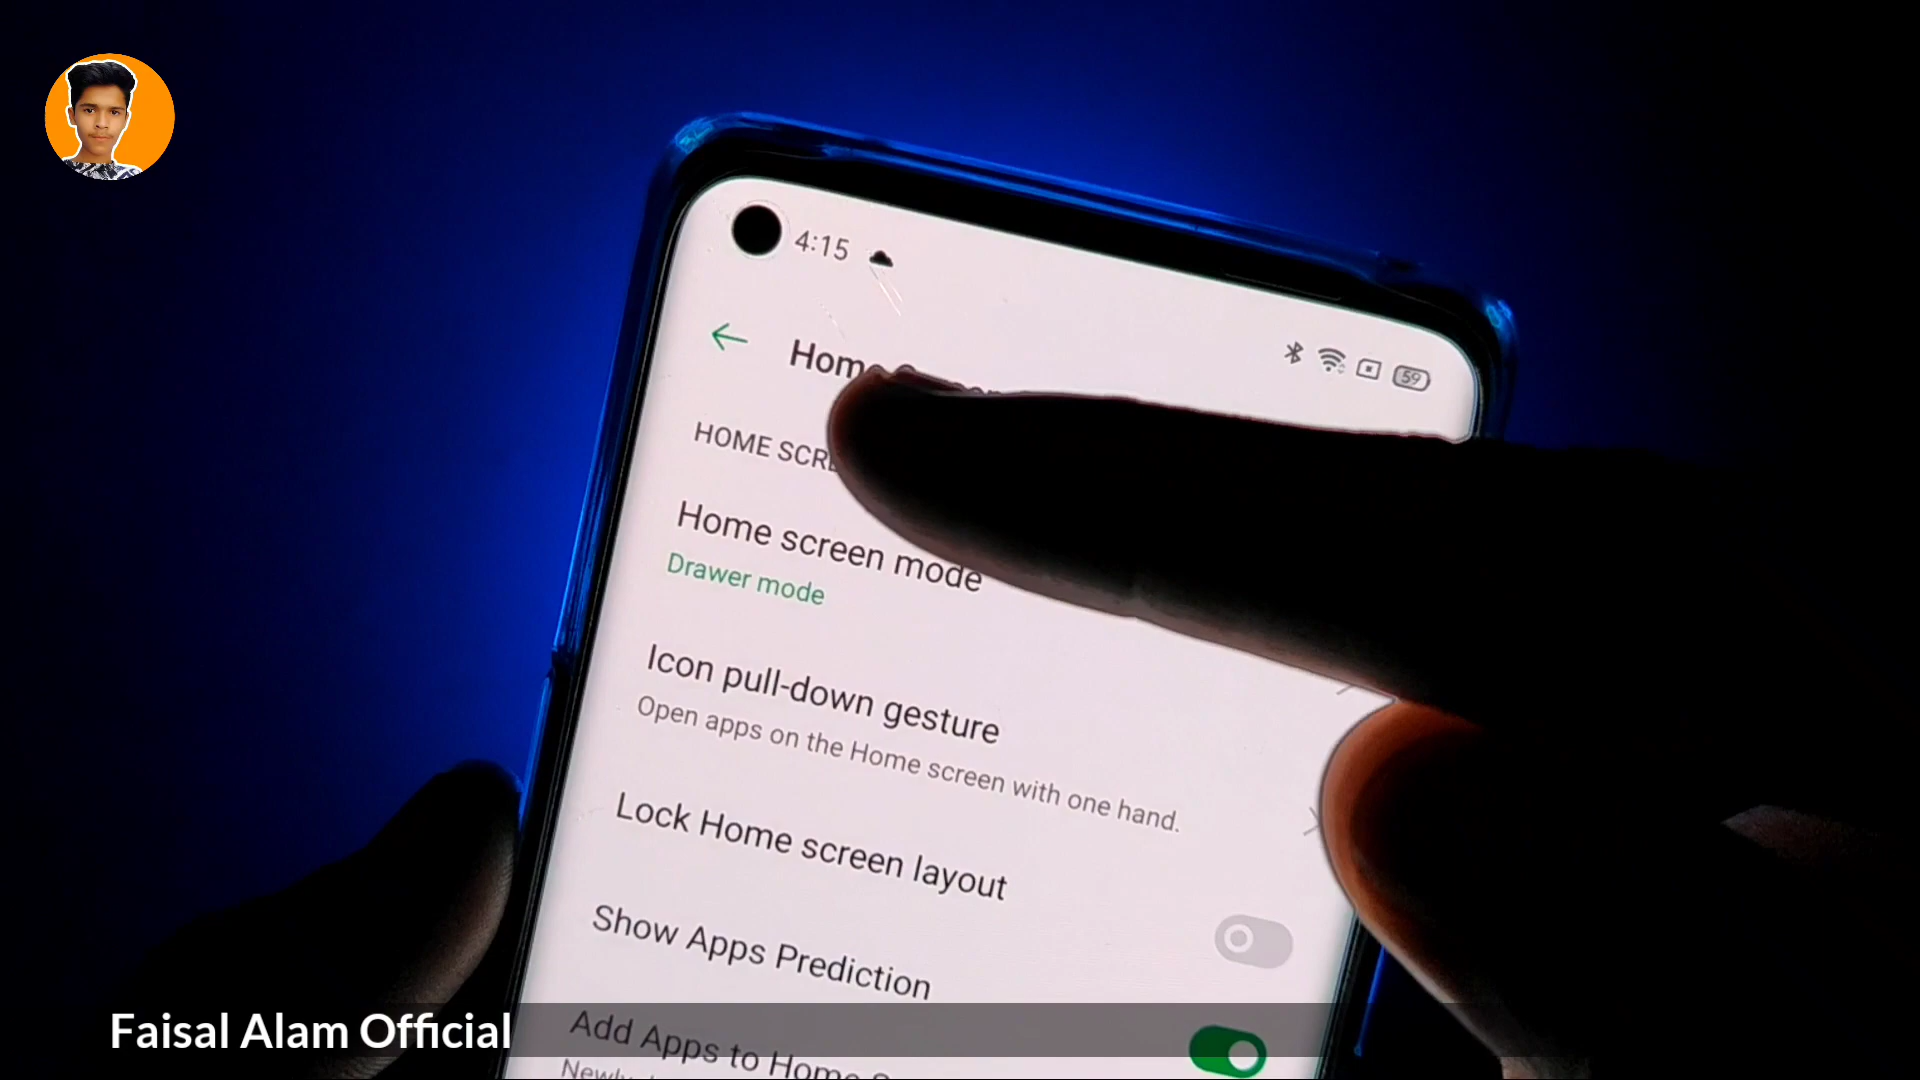 4:15
59
Home
HOME
Home screen mode
Drawer mode
Icon pull-down gesture
Open apps on the Home screen with one hand.
Lock Home screen layout
Show Apps Prediction
Add Apps to Home
Faisal Alam Official